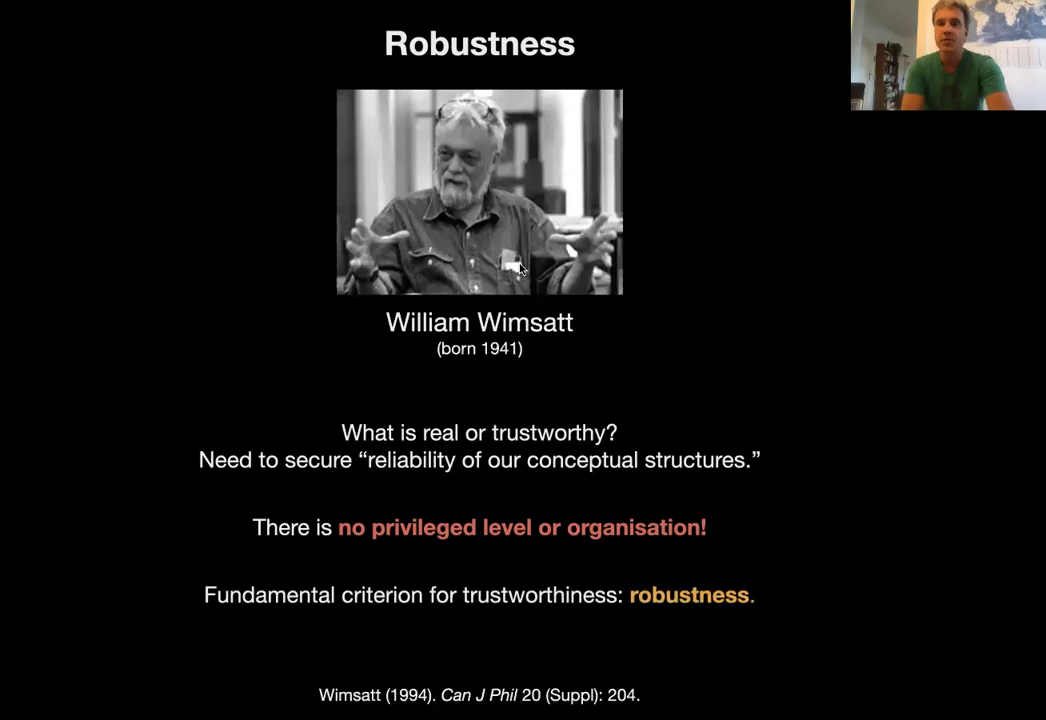 Robustness
William Wimsatt
(born 1941)
What is real or trustworthy?
Need to secure “reliability of our conceptual structures.”
There is no privileged level or organisation!
Fundamental criterion for trustworthiness: robustness.
Wimsatt (1994). Can J Phil 20 (Suppl): 204.